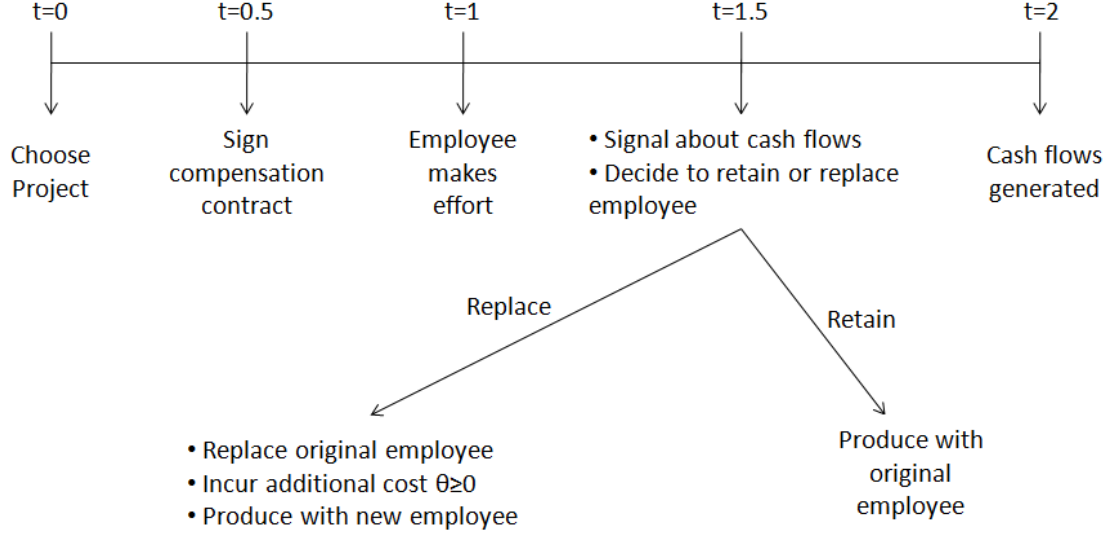 t=0
t=0.5
t=1
t=1.5
t=2
Choose
Project
Sign
compensation
contract
Employee
makes
effort
• Signal about cash flows
• Decide to retain or replace
employee
Cash flows
generated
Replace
Retain
• Replace original employee
• Incur additional cost θ≥0
• Produce with new employee
Produce with
original
employee